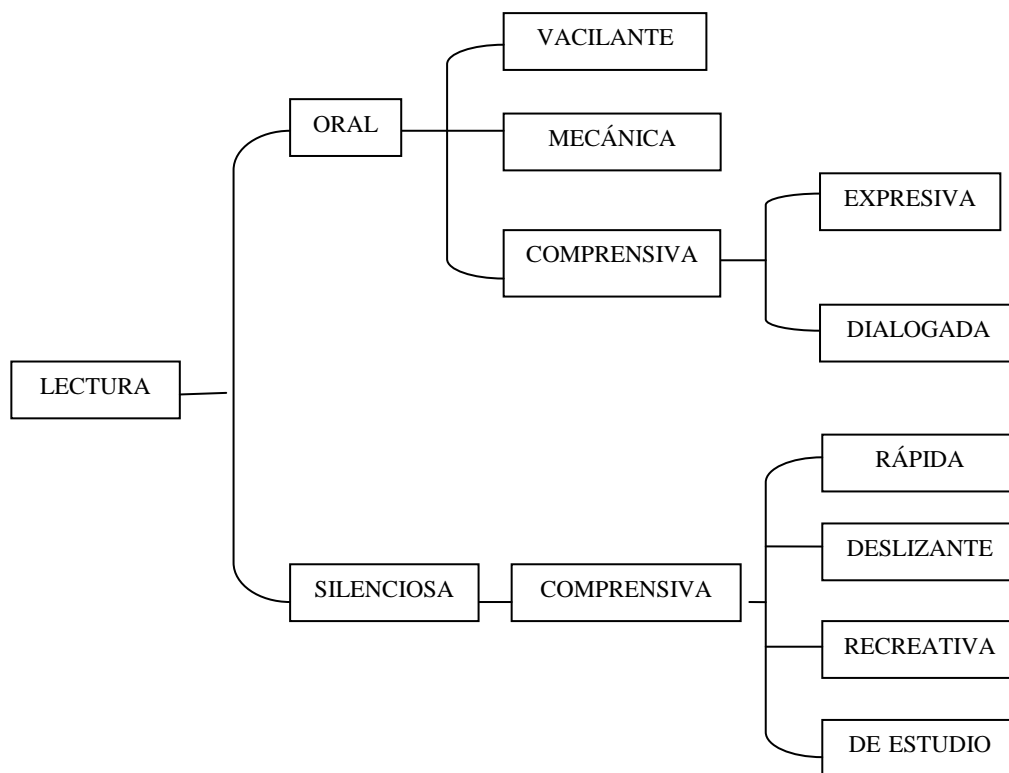 VACILANTE
ORAL
MECÁNICA
EXPRESIVA
COMPRENSIVA
DIALOGADA
LECTURA
RÁPIDA
DESLIZANTE
SILENCIOSA
COMPRENSIVA
RECREATIVA
DE ESTUDIO